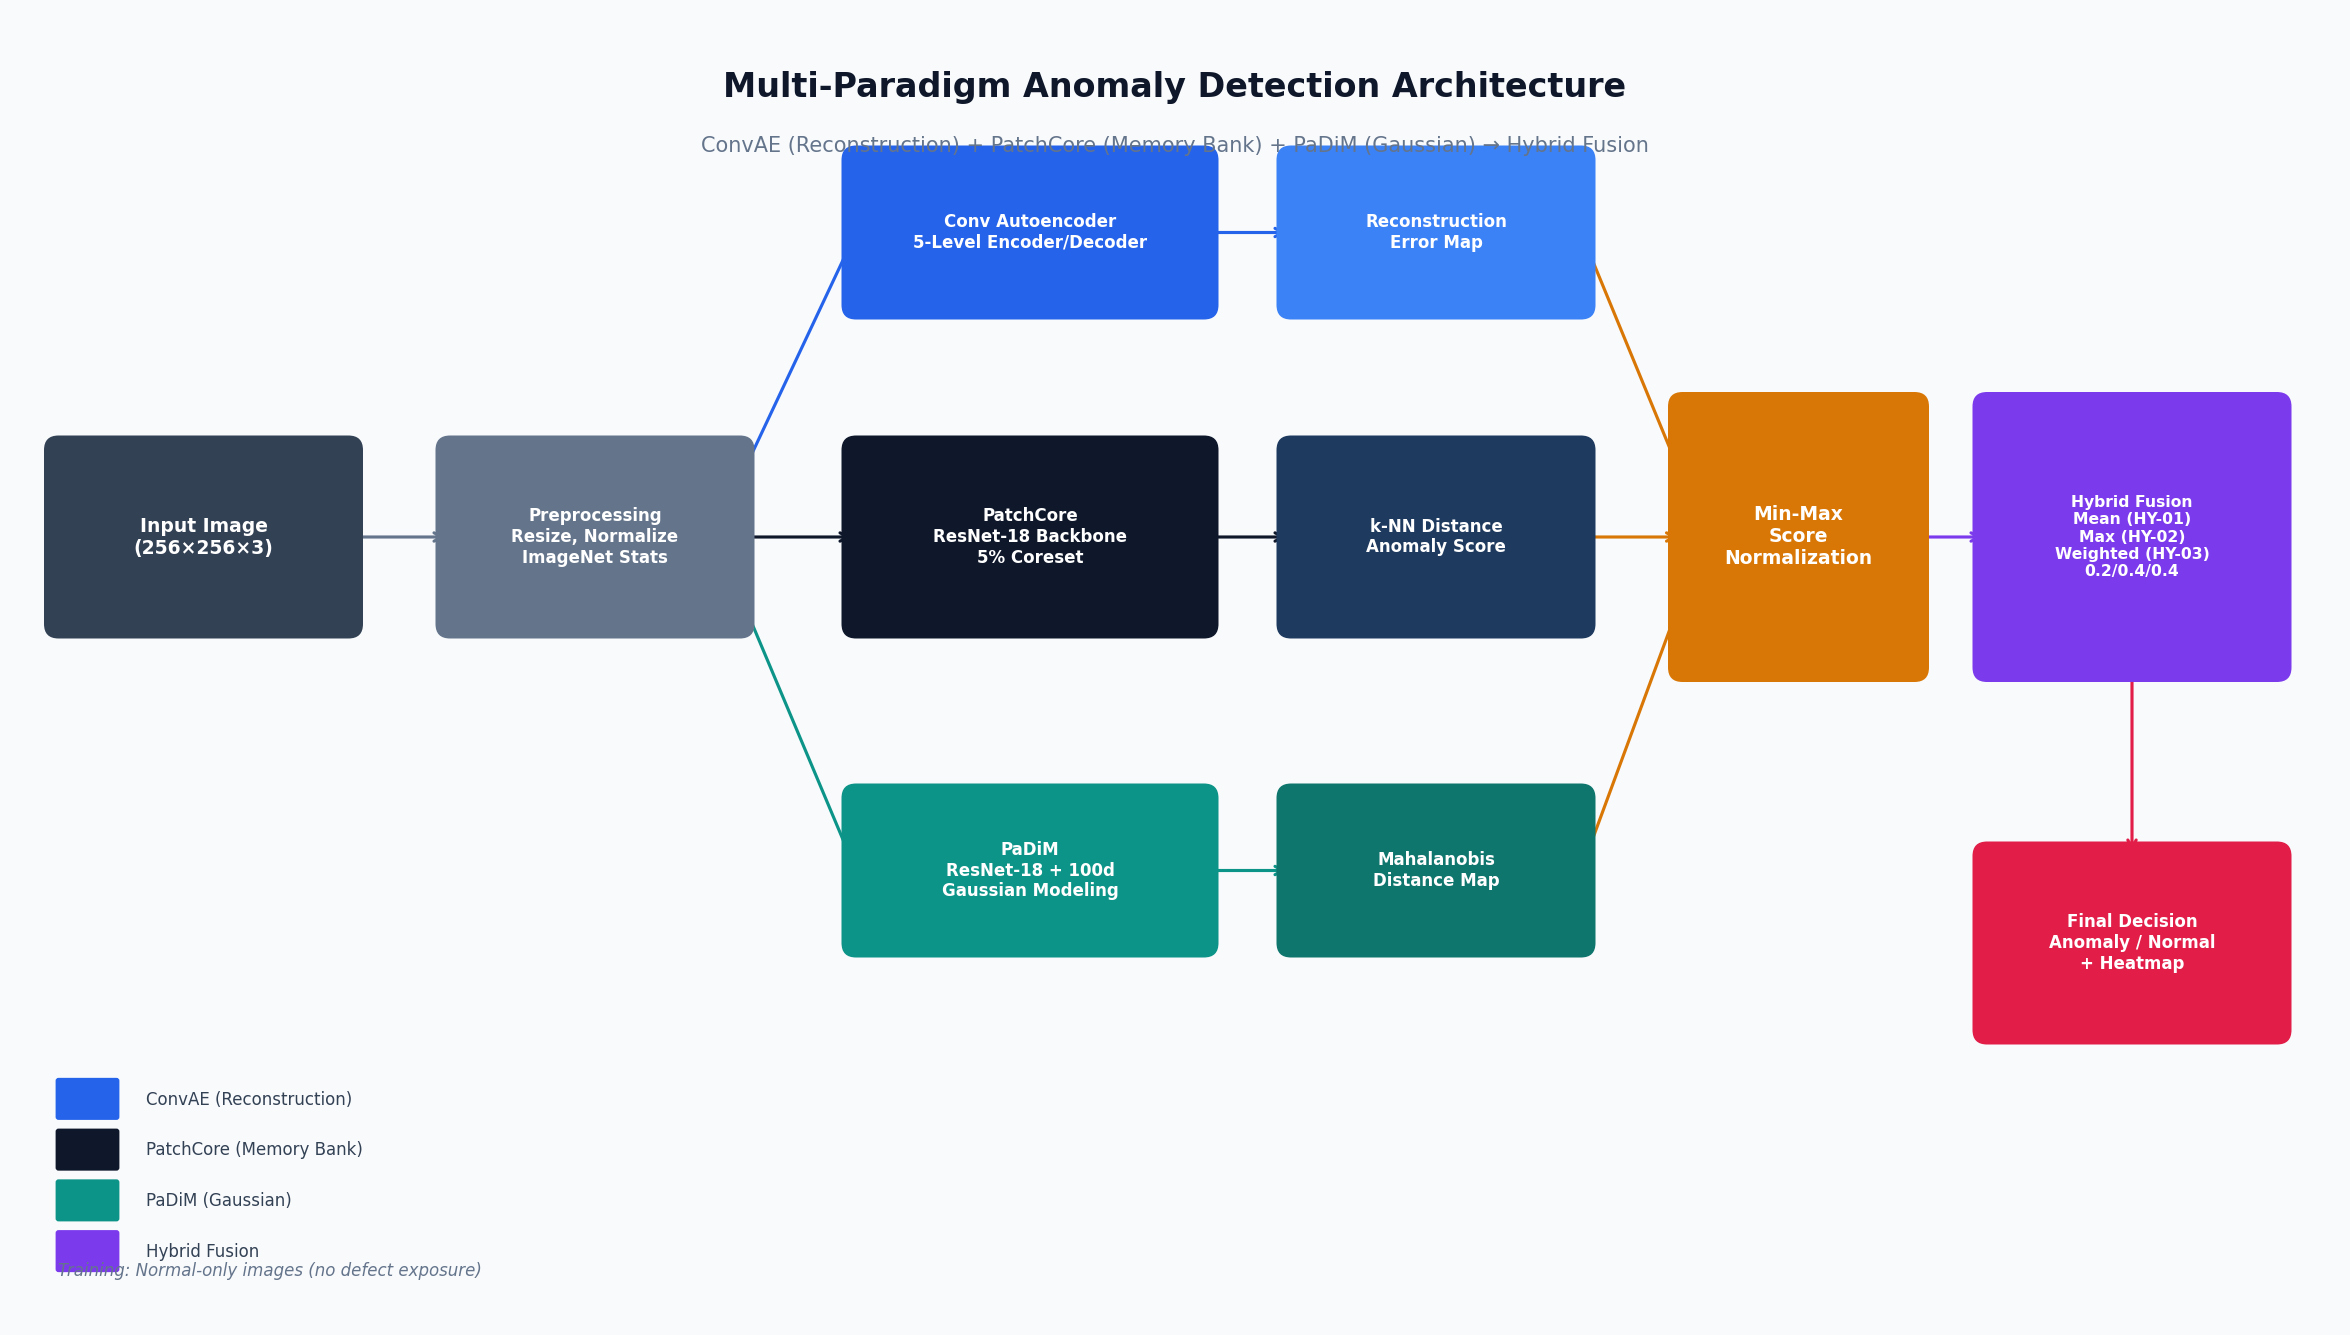 Multi-Paradigm Anomaly Detection Architecture
ConvAE (Reconstruction) + PatchCore (Memory Bank) + PaDiM (Gaussian) → Hybrid Fusion
Conv Autoencoder
5-Level Encoder/Decoder
Reconstruction
Error Map
Input Image
(256×256×3)
Preprocessing
Resize, Normalize
ImageNet Stats
PatchCore
ResNet-18 Backbone
5% Coreset
k-NN Distance
Anomaly Score
Min-Max
Score
Normalization
Hybrid Fusion
Mean (HY-01)
Max (HY-02)
Weighted (HY-03)
0.2/0.4/0.4
PaDiM
ResNet-18 + 100d
Gaussian Modeling
Mahalanobis
Distance Map
Final Decision
Anomaly / Normal
+ Heatmap
ConvAE (Reconstruction)
PatchCore (Memory Bank)
PaDiM (Gaussian)
Hybrid Fusion
Training: Normal-only images (no defect exposure)